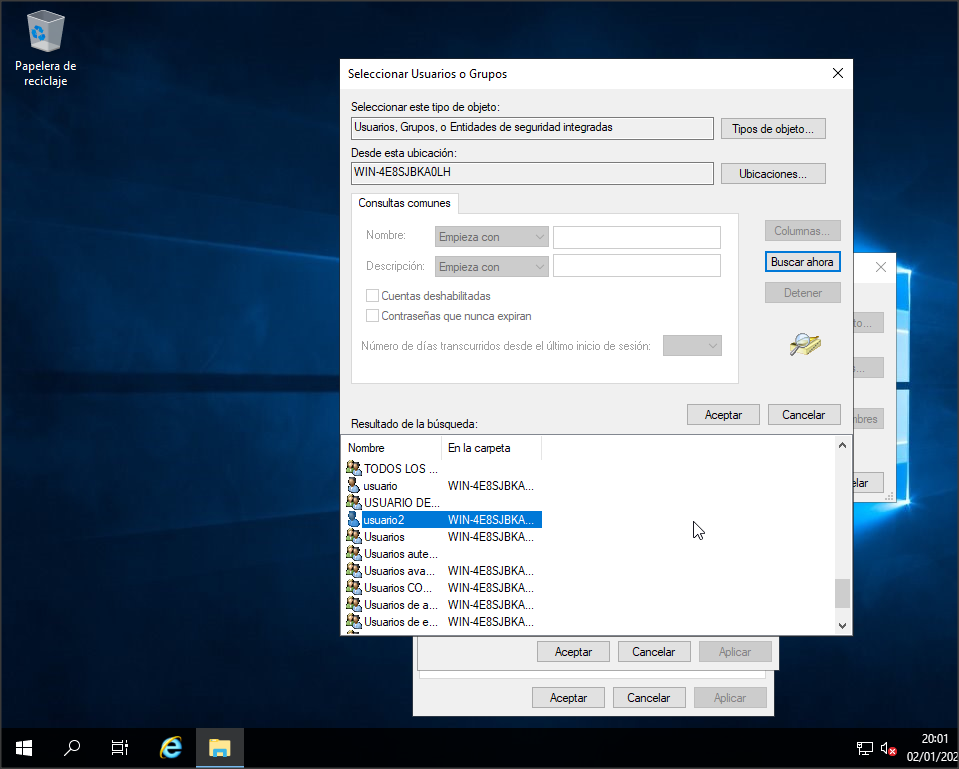 Papelera de
reciclaje
Seleccionar Usuarios o Grupos
Seleccionar este tipo de objeto:
Usuarios, Grupos, o Entidades de seguridad integradas
Tipos de objeto...
Desde esta ubicación:
WIN-4E8SJBKA0LH
Ubicaciones...
Consultas comunes
Nombre:
Empieza con
Columnas...
Descripción:
Empieza con
Buscar ahora
Cuentas deshabilitadas
Detener
Contraseñas que nunca expiran
to...
Número de días transcurridos desde el último inicio de sesión:
s...
Aceptar
Cancelar
mbres
Resultado de la búsqueda:
Nombre
En la carpeta
TODOS LOS ...
usuario WIN-4E8SJBKA...
elar
USUARIO DE...
usuario2 WIN-4E8SJBKA...
Usuarios WIN-4E8SJBKA...
Usuarios aute...
Usuarios ava... WIN-4E8SJBKA...
Usuarios CO... WIN-4E8SJBKA...
Usuarios de a... WIN-4E8SJBKA...
Usuarios de e... WIN-4E8SJBKA...
Aceptar
Cancelar
Aplicar
Aceptar
Cancelar
Aplicar
20:01
02/01/202